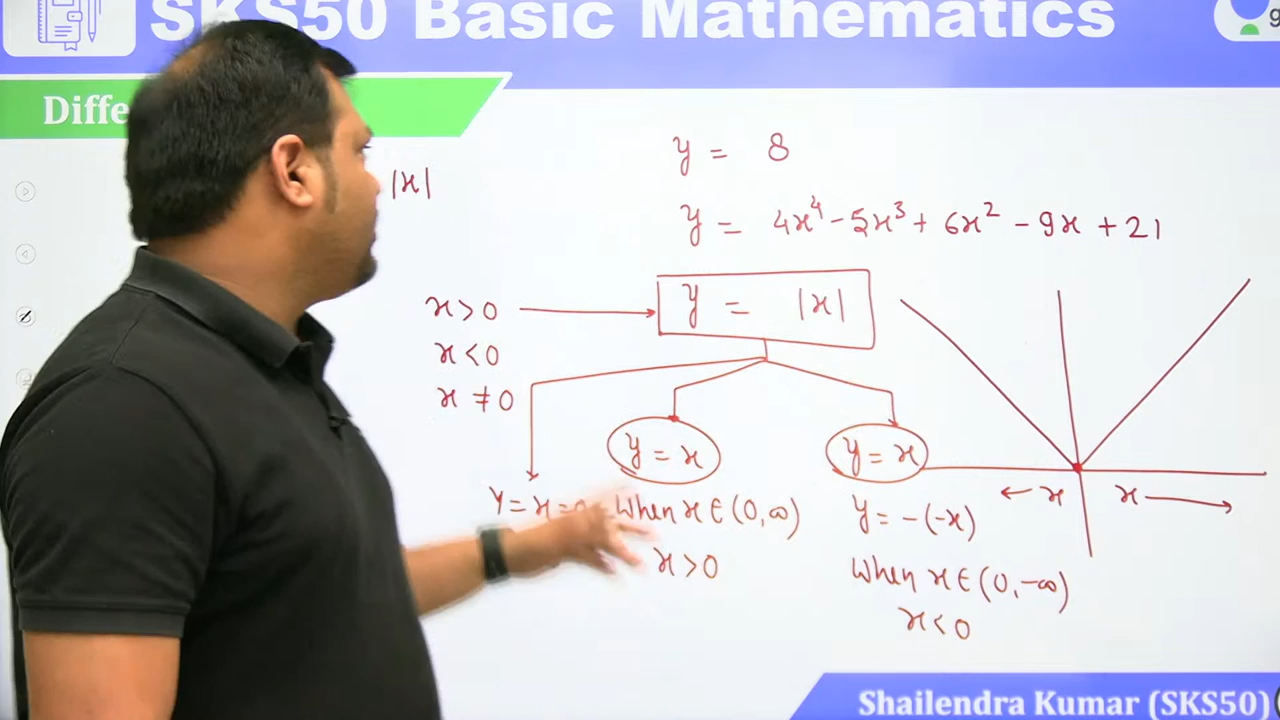 SKS50 Basic Mathematics
Diffe
|x|
y = 8
y = 4x⁴ - 5x³ + 6x² - 9x + 21
x > 0
y = |x|
x < 0
x ≠ 0
y = x
y = x
y = x = 0
When x ∈ (0, ∞)
x > 0
y = -(-x)
When x ∈ (0, -∞)
x < 0
← x
x →
Shailendra Kumar (SKS50)